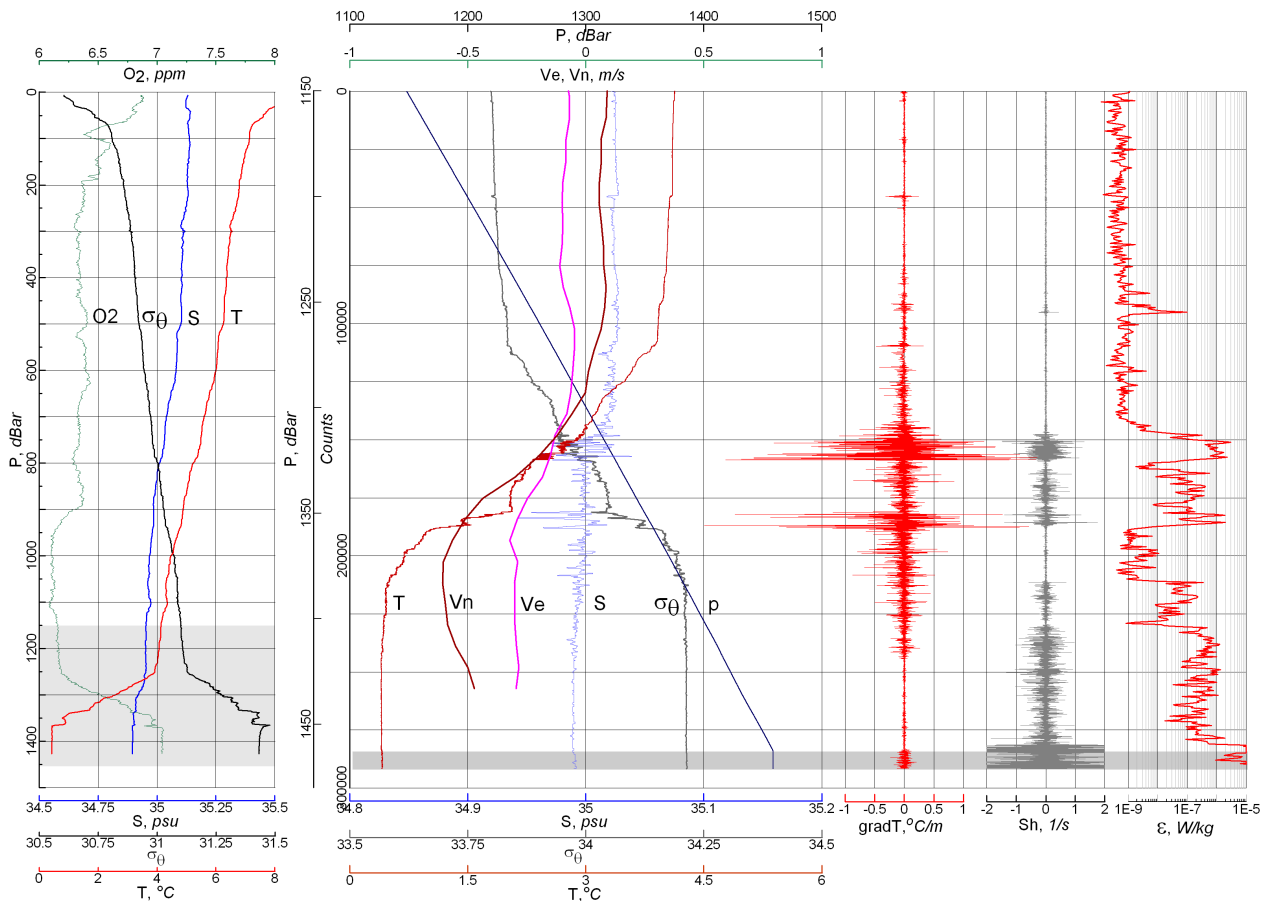 1100 1200 1300 1400 1500
P, dBar
6 6.5 7 7.5 8
O2, ppm
-1 -0.5 0 0.5 1
Ve, Vn, m/s
0
200
400
600
800
1000
1200
1400
P, dBar
O2 σθ S T
34.5 34.75 35 35.25 35.5
S, psu
30.5 30.75 31 31.25 31.5
σθ
0 2 4 6 8
T, °C
1150
1250
1350
1450
P, dBar
Counts
0
100000
200000
T Vn Ve S σθ p
34.8 34.9 35 35.1 35.2
S, psu
33.5 33.75 34 34.25 34.5
σθ
0 1.5 3 4.5 6
T, °C
-1 -0.5 0 0.5 1
gradT, °C/m
-2 -1 0 1 2
Sh, 1/s
1E-9 1E-7 1E-5
ε, W/kg